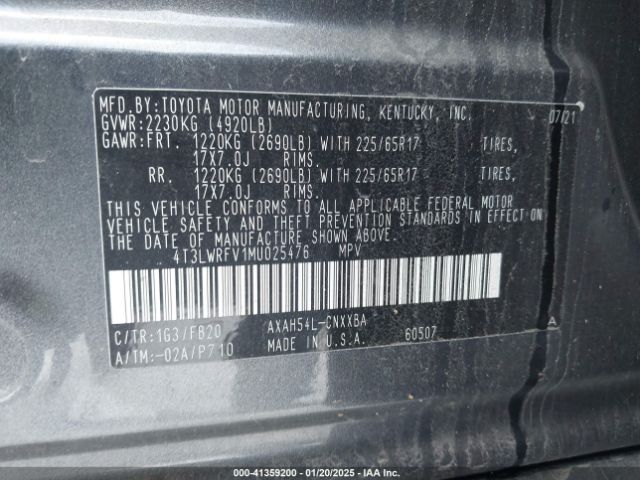 MFD.BY:TOYOTA MOTOR MANUFACTURING, KENTUCKY, INC. 07/21
GVWR:2230KG (4920LB)
GAWR:FRT. 1220KG (2690LB) WITH 225/65R17 TIRES,
17X7.0J RIMS.
RR. 1220KG (2690LB) WITH 225/65R17 TIRES,
17X7.0J RIMS.
THIS VEHICLE CONFORMS TO ALL APPLICABLE FEDERAL MOTOR
VEHICLE SAFETY AND THEFT PREVENTION STANDARDS IN EFFECT ON
THE DATE OF MANUFACTURE SHOWN ABOVE.
4T3LWRFV1MU025476 MPV
C/TR:1G3/FB20 AXAH54L-CNXXBA A
A/TM:-02A/P710 MADE IN U.S.A. 60507
000-41359200 - 01/20/2025 - IAA Inc.